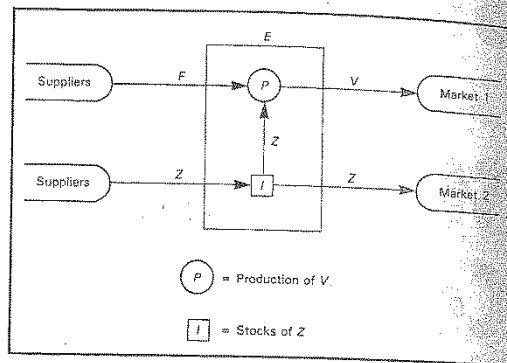 E
Suppliers F P V Market 1
Z
Suppliers Z I Z Market 2
P = Production of V.
I = Stocks of Z